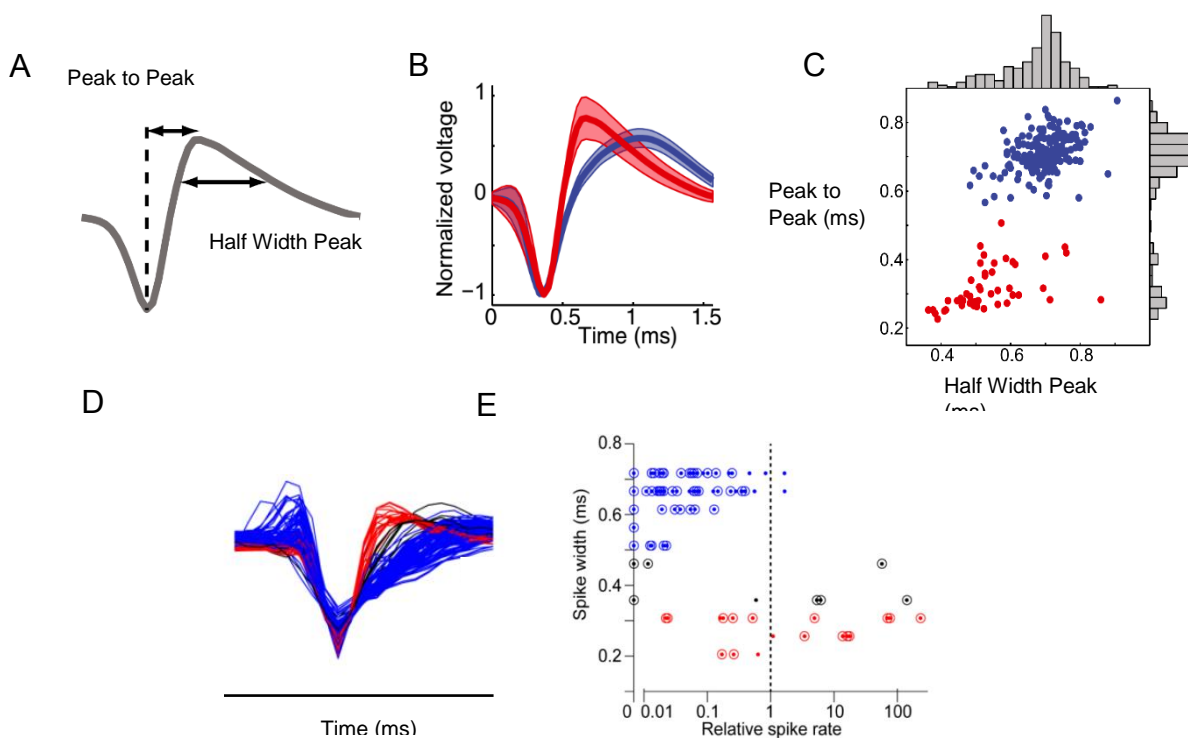 A
Peak to Peak
Half Width Peak
B
Normalized voltage
1
0
−1
0
0.5
1
1.5
Time (ms)
C
Peak to
Peak (ms)
0.8
0.6
0.4
0.2
0.4
0.6
0.8
Half Width Peak
(ms)
D
Time (ms)
E
Spike width (ms)
0.8
0.6
0.4
0.2
0
0.01
0.1
1
10
100
Relative spike rate